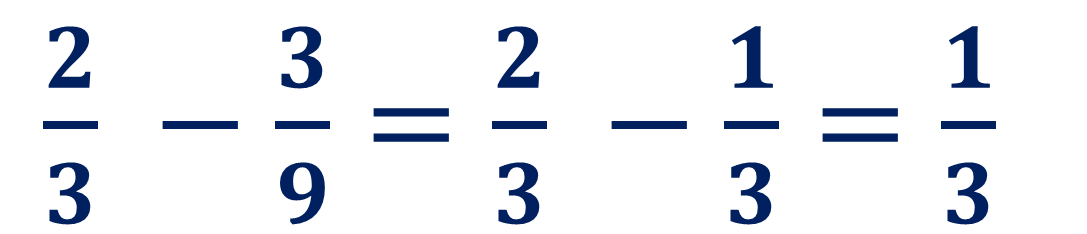 2/3 − 3/9 = 2/3 − 1/3 = 1/3